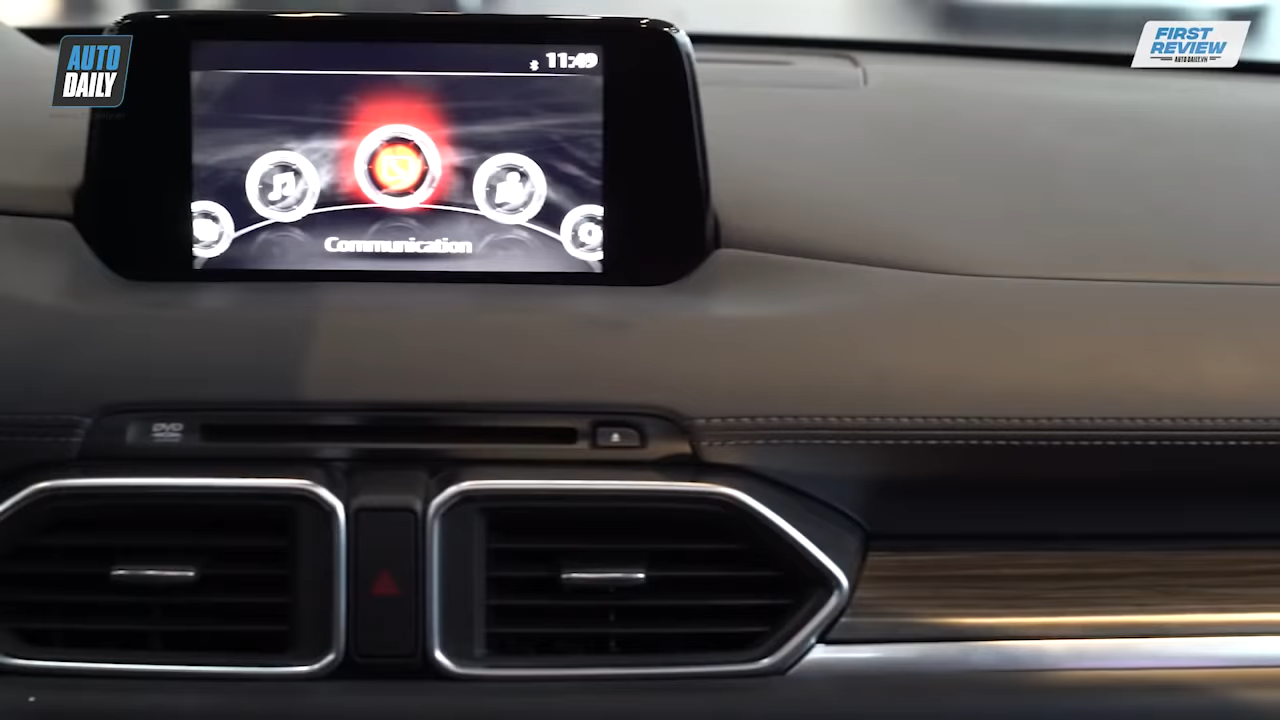 AUTO
DAILY
FIRST
REVIEW
AUTODAILY.VN
11:49
Communication
DVD